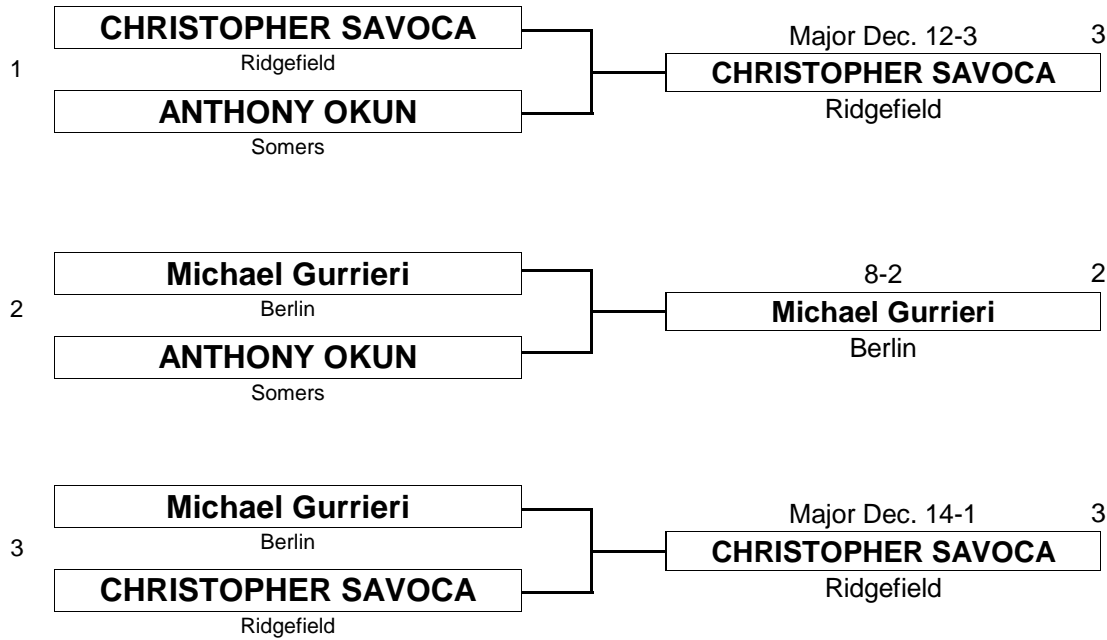 CHRISTOPHER SAVOCA
Ridgefield
1
ANTHONY OKUN
Somers
Major Dec. 12-3 3
CHRISTOPHER SAVOCA
Ridgefield
Michael Gurrieri
Berlin
2
ANTHONY OKUN
Somers
8-2 2
Michael Gurrieri
Berlin
Michael Gurrieri
Berlin
3
CHRISTOPHER SAVOCA
Ridgefield
Major Dec. 14-1 3
CHRISTOPHER SAVOCA
Ridgefield